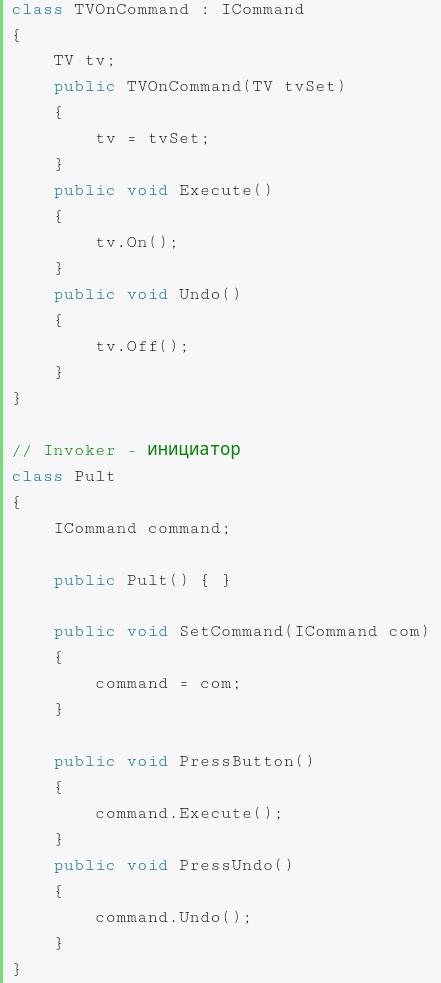 class TVOnCommand : ICommand
{
    TV tv;
    public TVOnCommand(TV tvSet)
    {
        tv = tvSet;
    }
    public void Execute()
    {
        tv.On();
    }
    public void Undo()
    {
        tv.Off();
    }
}

// Invoker - инициатор
class Pult
{
    ICommand command;

    public Pult() { }

    public void SetCommand(ICommand com)
    {
        command = com;
    }

    public void PressButton()
    {
        command.Execute();
    }
    public void PressUndo()
    {
        command.Undo();
    }
}